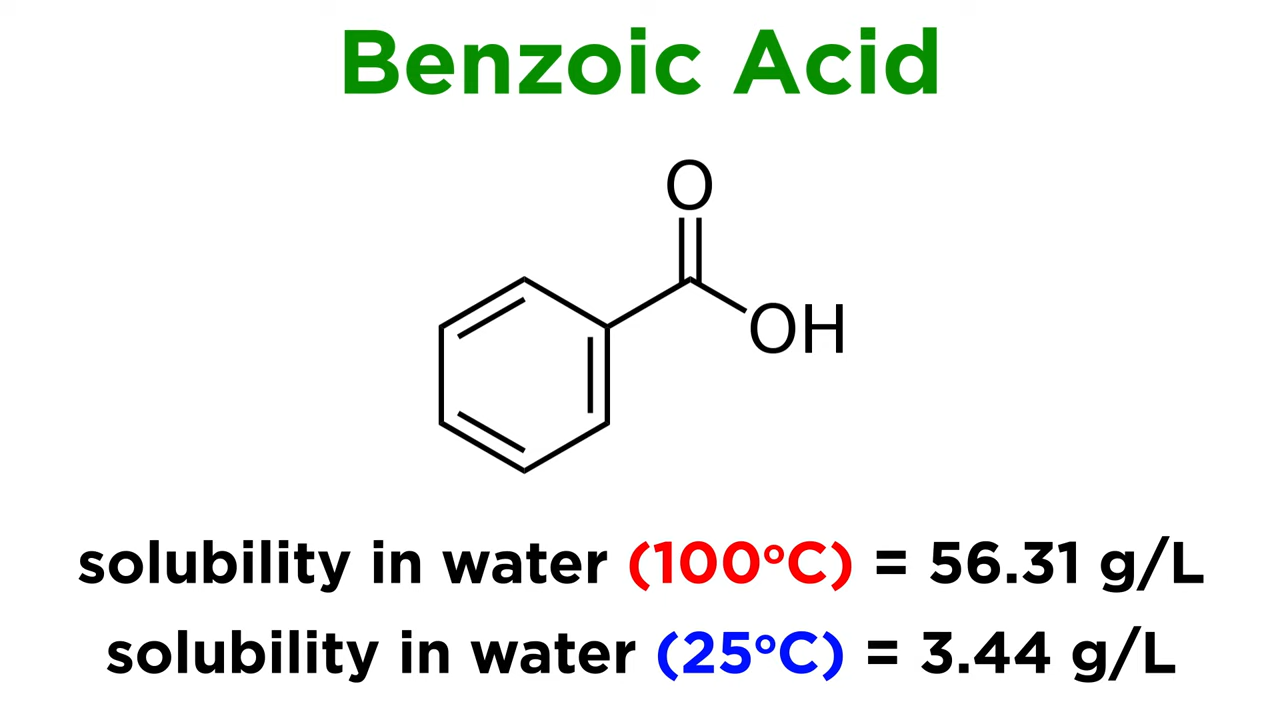 Benzoic Acid
O
OH
solubility in water (100°C) = 56.31 g/L
solubility in water (25°C) = 3.44 g/L